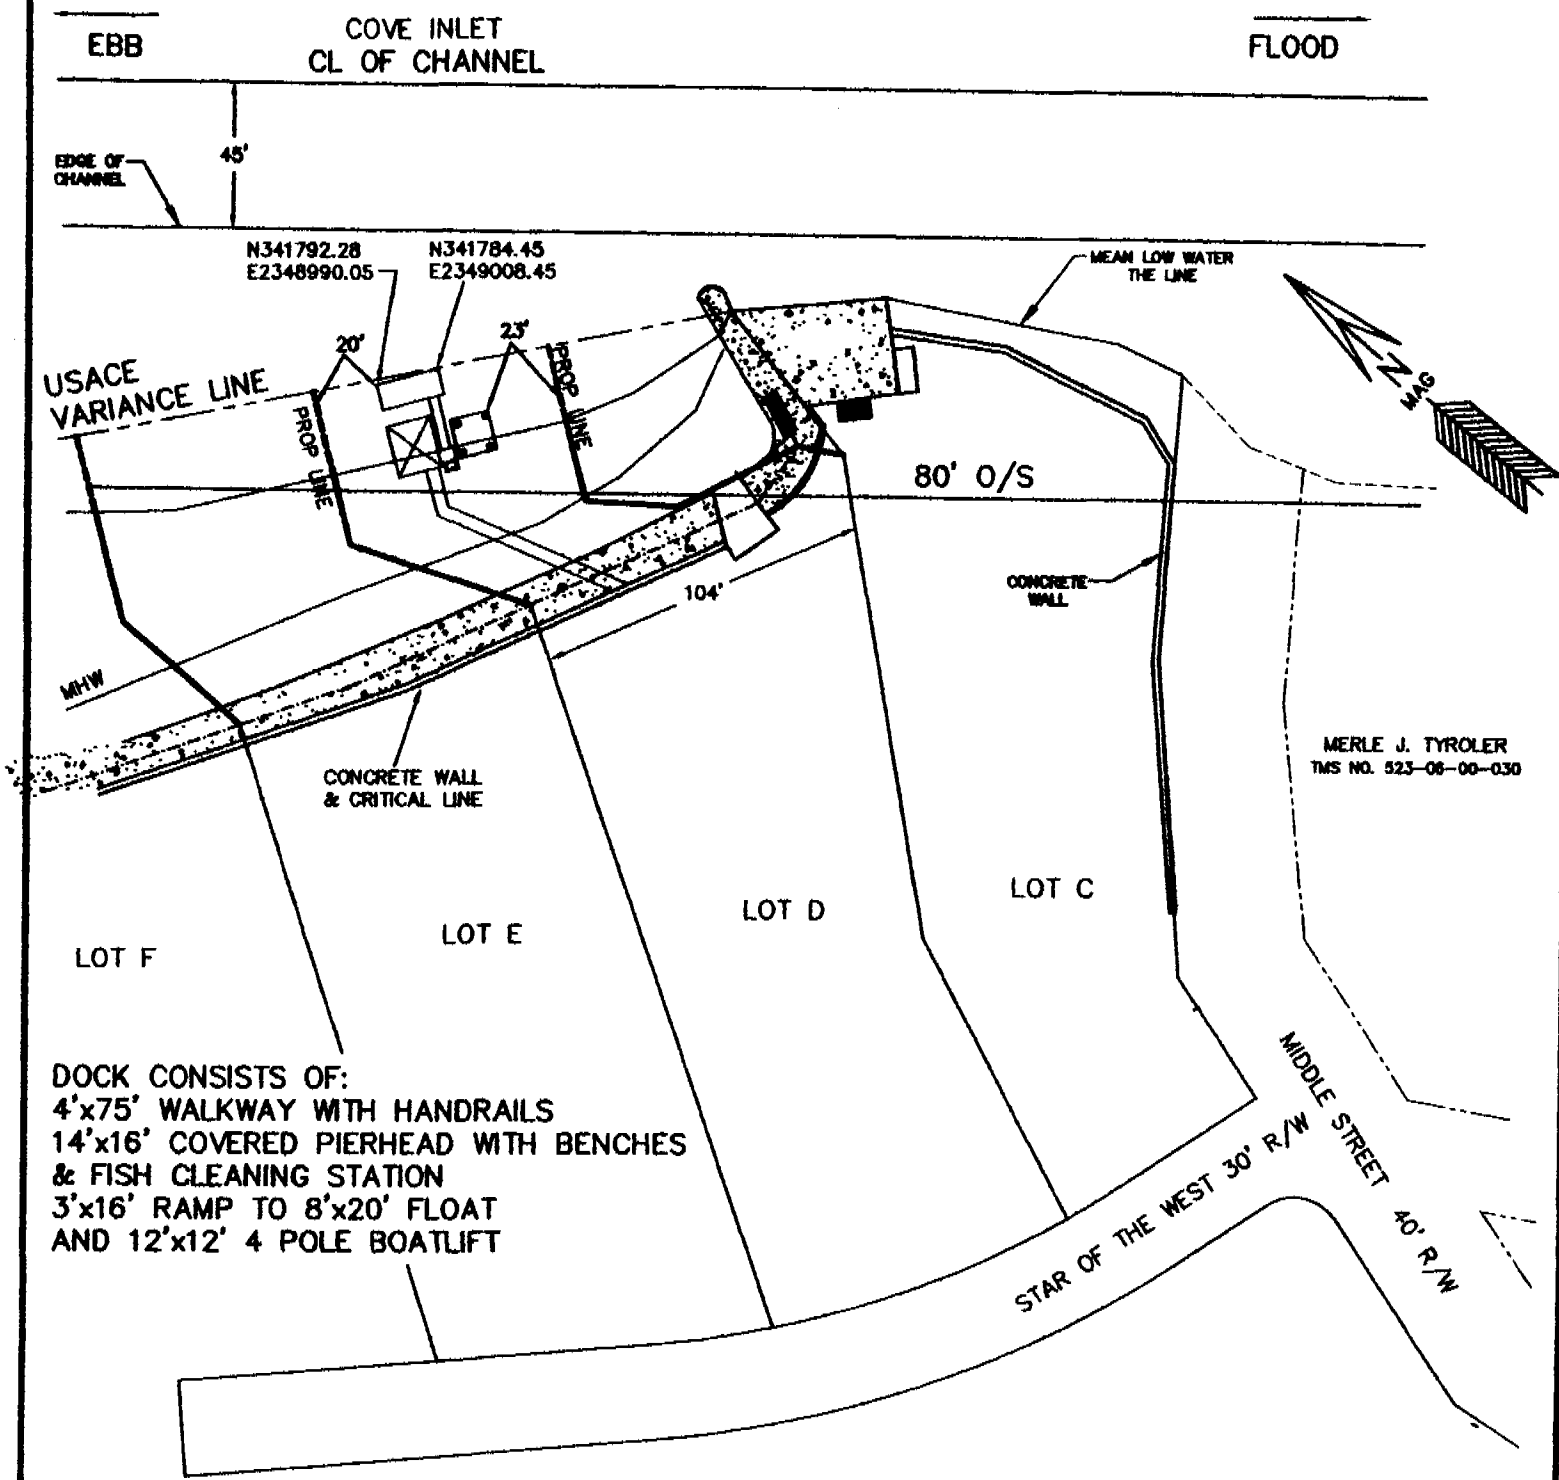 EBB
COVE INLET
CL OF CHANNEL
FLOOD
45'
EDGE OF
CHANNEL
N341792.28
E2348990.05
N341784.45
E2349008.45
MEAN LOW WATER
THE LINE
20'
23'
USACE
VARIANCE LINE
PROP LINE
PROP LINE
N
MAG
80' O/S
CONCRETE
WALL
104'
MHW
CONCRETE WALL
& CRITICAL LINE
MERLE J. TYROLER
TMS NO. 523-06-00-030
LOT C
LOT D
LOT E
LOT F
DOCK CONSISTS OF:
4'x75' WALKWAY WITH HANDRAILS
14'x16' COVERED PIERHEAD WITH BENCHES
& FISH CLEANING STATION
3'x16' RAMP TO 8'x20' FLOAT
AND 12'x12' 4 POLE BOATLIFT
MIDDLE STREET 40' R/W
STAR OF THE WEST 30' R/W